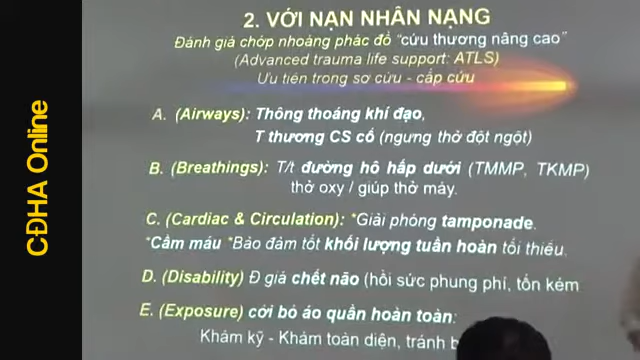 CĐHA Online
2. VỚI NẠN NHÂN NẠNG
Đánh giá chớp nhoáng phác đồ "cứu thương nâng cao"
(Advanced trauma life support: ATLS)
Ưu tiên trong sơ cứu - cấp cứu
A. (Airways): Thông thoáng khí đạo,
T thương CS cổ (ngưng thở đột ngột)
B. (Breathings): T/t đường hô hấp dưới (TMMP, TKMP)
thở oxy / giúp thở máy.
C. (Cardiac & Circulation): *Giải phóng tamponade.
*Cầm máu *Bảo đảm tốt khối lượng tuần hoàn tối thiểu.
D. (Disability) Đ giá chết não (hồi sức phung phí, tốn kém
E. (Exposure) cởi bỏ áo quần hoàn toàn:
Khám kỹ - Khám toàn diện, tránh